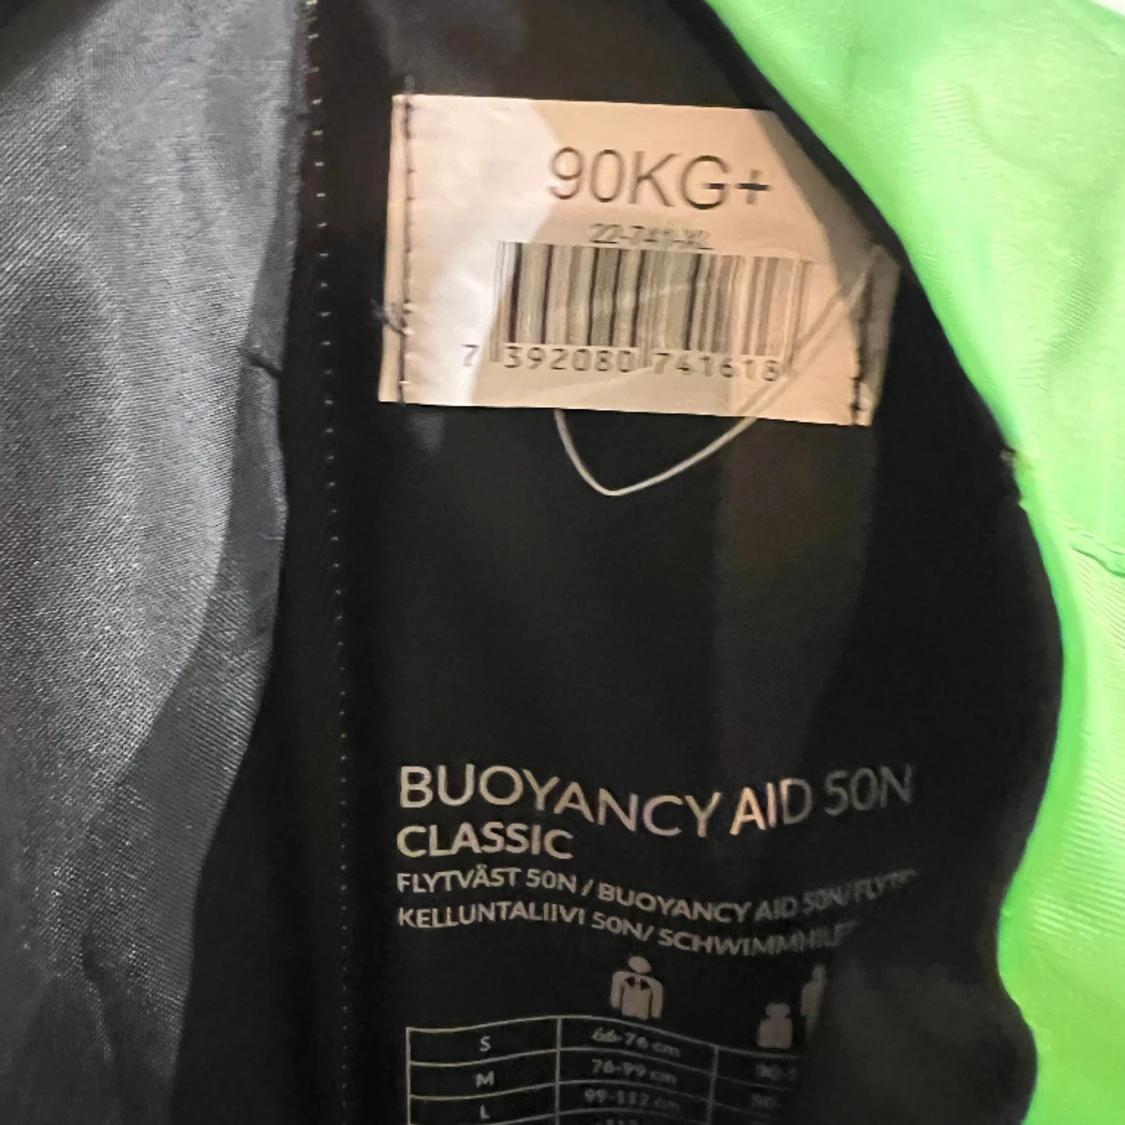 90KG+
7 392080 741618
BUOYANCY AID 50N
CLASSIC
FLYTVÄST 50N / BUOYANCY AID 50N/
KELLUNTALIIVI 50N/
S 66-76 cm
M 76-99 cm
L 99-112 cm